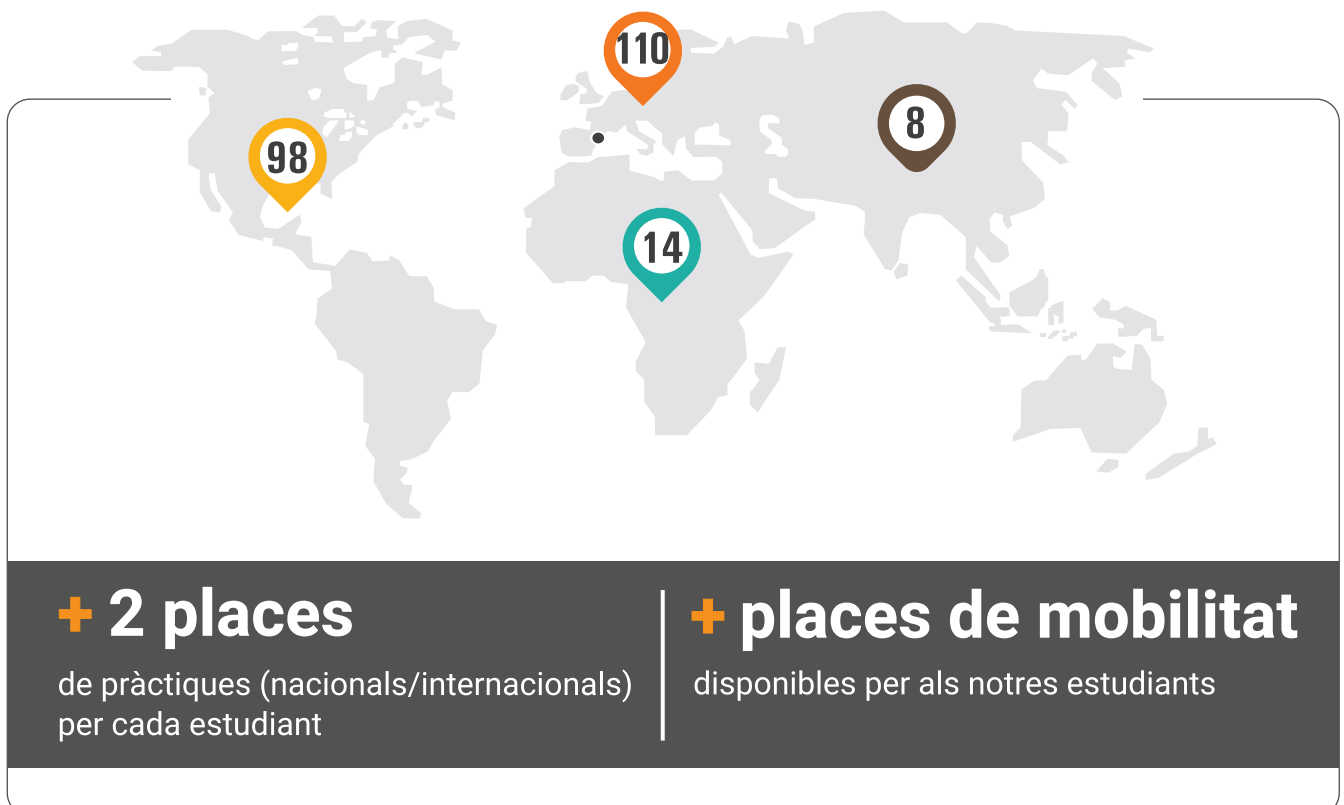 110
8
98
14
+ 2 places
de pràctiques (nacionals/internacionals)
per cada estudiant
+ places de mobilitat
disponibles per als notres estudiants